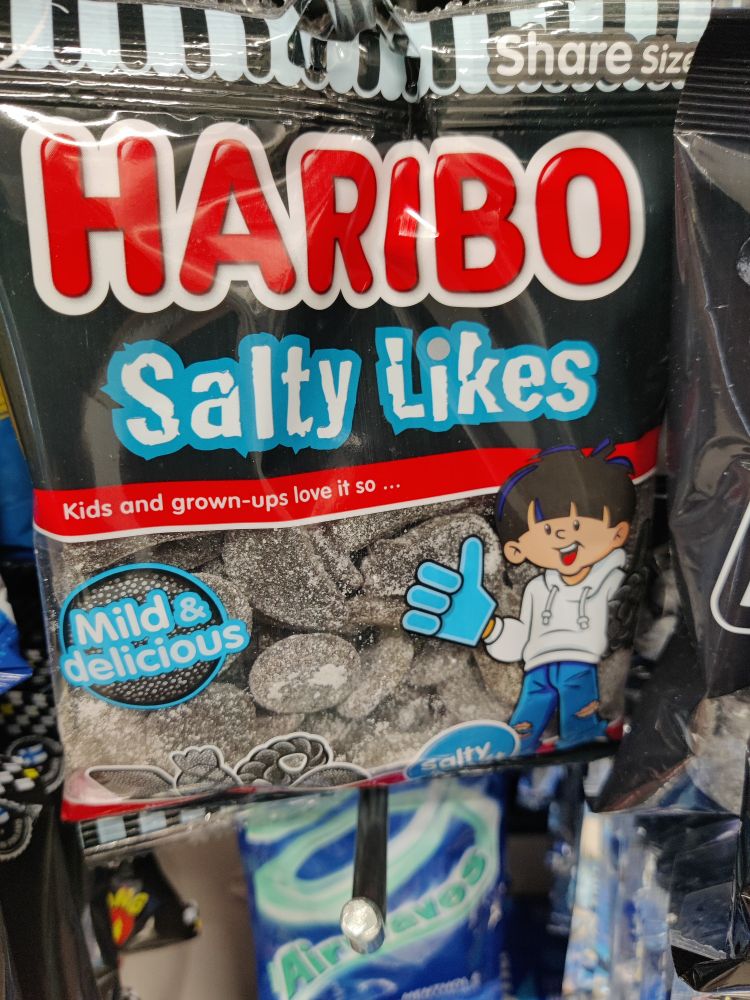 Share Size
HARIBO
Salty Likes
Kids and grown-ups love it so ...
Mild &
delicious
salty
Airwaves